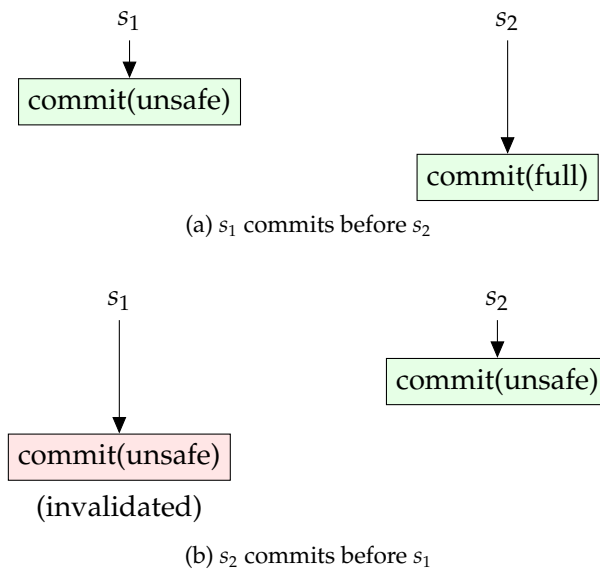 s₁ s₂
commit(unsafe)
commit(full)
(a) s₁ commits before s₂
s₁ s₂
commit(unsafe)
commit(unsafe)
(invalidated)
(b) s₂ commits before s₁